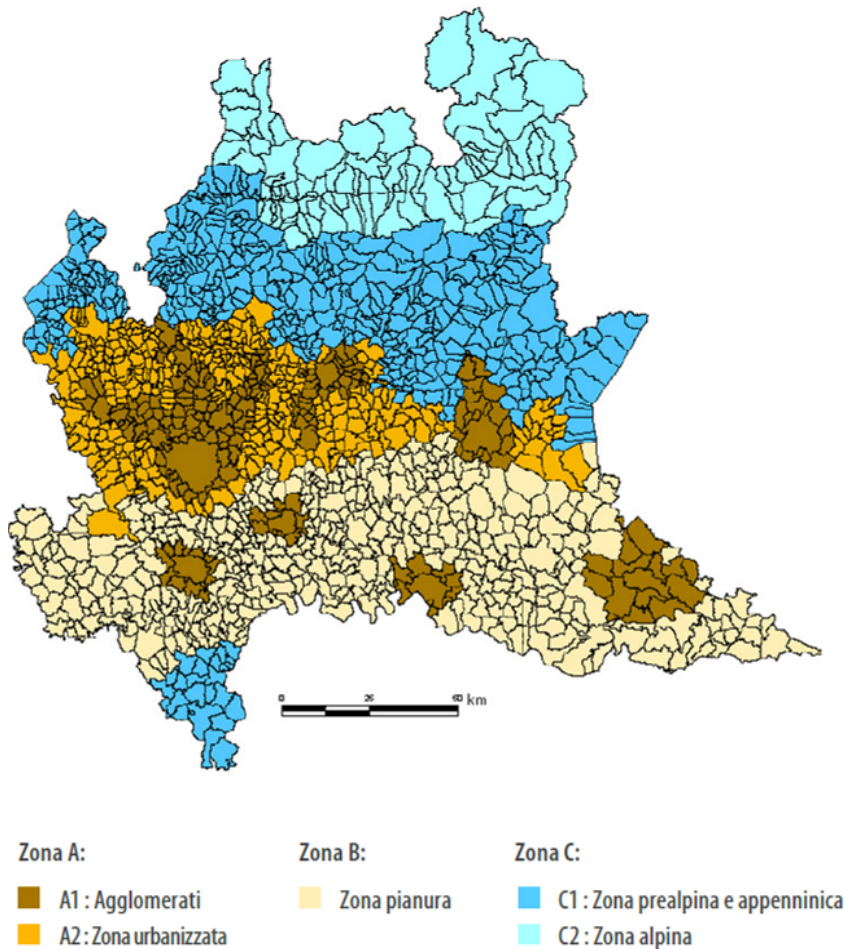 0 25 50 km
Zona A:
Zona B:
Zona C:
A1 : Agglomerati
Zona pianura
C1 : Zona prealpina e appenninica
A2 : Zona urbanizzata
C2 : Zona alpina